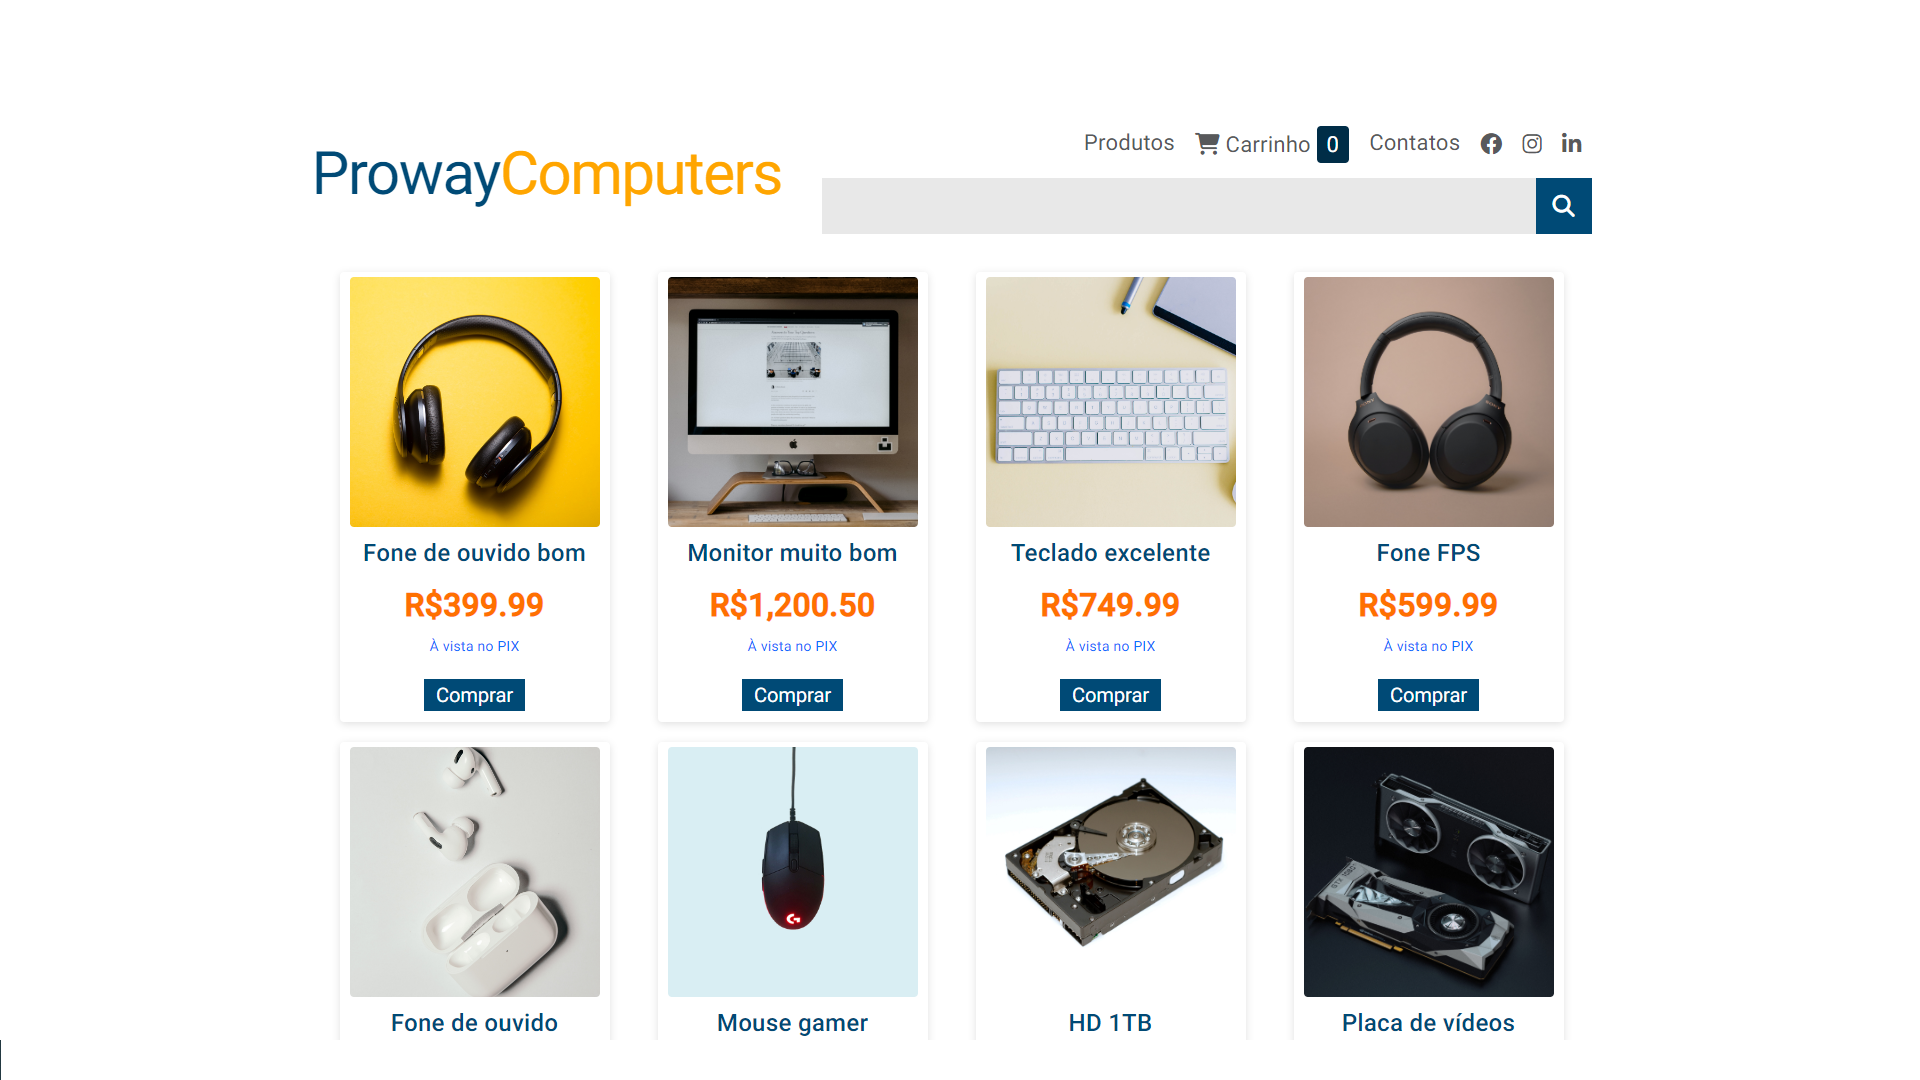 Produtos Carrinho 0 Contatos
ProwayComputers
Fone de ouvido bom
R$399.99
À vista no PIX
Comprar
Monitor muito bom
R$1,200.50
À vista no PIX
Comprar
Teclado excelente
R$749.99
À vista no PIX
Comprar
Fone FPS
R$599.99
À vista no PIX
Comprar
Fone de ouvido
Mouse gamer
HD 1TB
Placa de vídeos